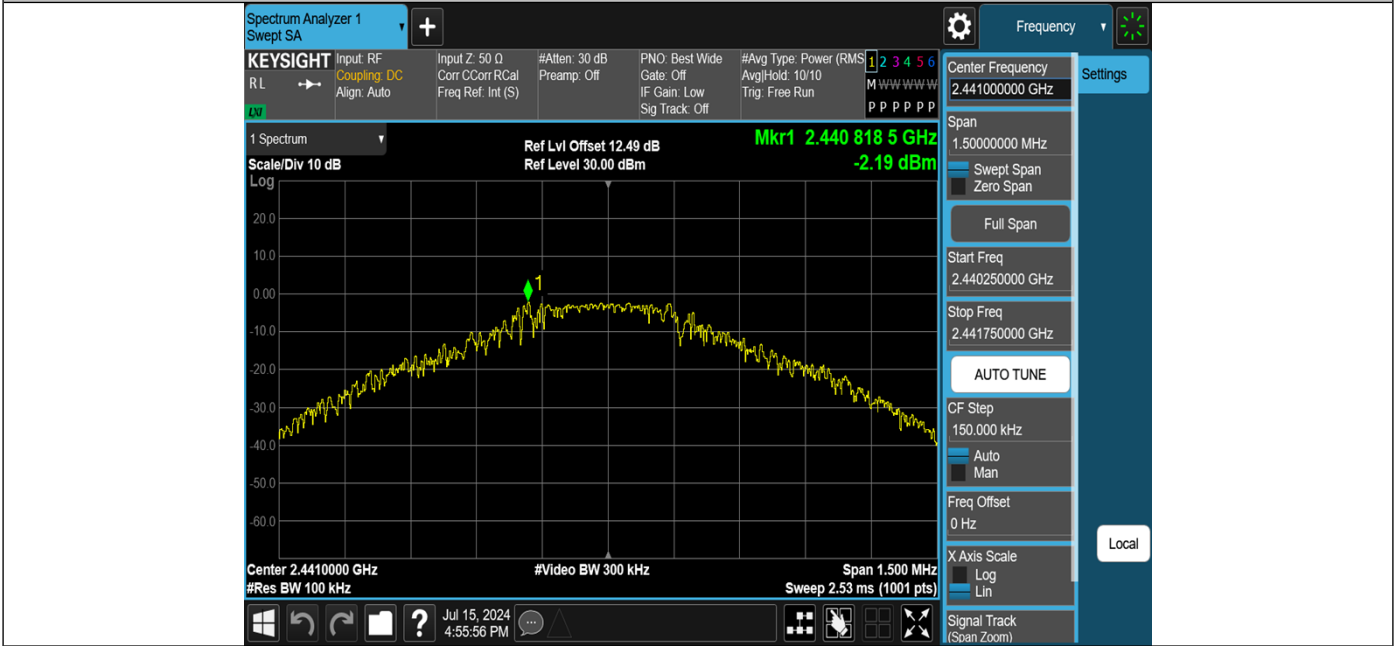 Spectrum Analyzer 1
Swept SA
+
Frequency
KEYSIGHT
R L
LXI
Input: RF
Coupling: DC
Align: Auto
Input Z: 50 Ω
Corr CCorr RCal
Freq Ref: Int (S)
#Atten: 30 dB
Preamp: Off
PNO: Best Wide
Gate: Off
IF Gain: Low
Sig Track: Off
#Avg Type: Power (RMS
Avg|Hold: 10/10
Trig: Free Run
1 2 3 4 5 6
M W W W W W
P P P P P P
1 Spectrum
Scale/Div 10 dB
Log
Ref Lvl Offset 12.49 dB
Ref Level 30.00 dBm
Mkr1 2.440 818 5 GHz
-2.19 dBm
20.0
10.0
0.00
-10.0
-20.0
-30.0
-40.0
-50.0
-60.0
1
Center 2.4410000 GHz
#Res BW 100 kHz
#Video BW 300 kHz
Span 1.500 MHz
Sweep 2.53 ms (1001 pts)
?
Jul 15, 2024
4:55:56 PM
Center Frequency
2.441000000 GHz
Span
1.50000000 MHz
Swept Span
Zero Span
Full Span
Start Freq
2.440250000 GHz
Stop Freq
2.441750000 GHz
AUTO TUNE
CF Step
150.000 kHz
Auto
Man
Freq Offset
0 Hz
X Axis Scale
Log
Lin
Signal Track
(Span Zoom)
Settings
Local